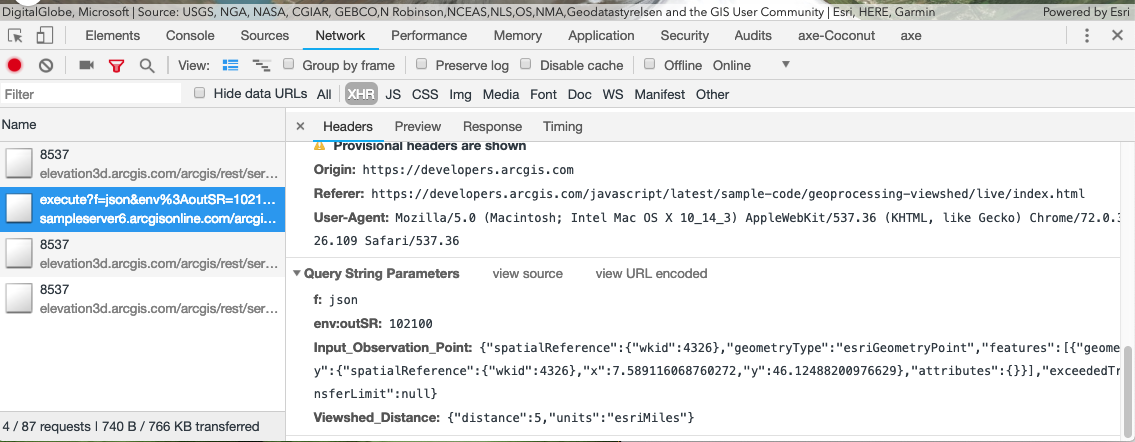 DigitalGlobe, Microsoft | Source: USGS, NGA, NASA, CGIAR, GEBCO,N Robinson,NCEAS,NLS,OS,NMA,Geodatastyrelsen and the GIS User Community | Esri, HERE, Garmin Powered by Esri
Elements Console Sources Network Performance Memory Application Security Audits axe-Coconut axe
View: Group by frame Preserve log Disable cache Offline Online
Filter Hide data URLs All XHR JS CSS Img Media Font Doc WS Manifest Other
Name
8537
elevation3d.arcgis.com/arcgis/rest/ser...
execute?f=json&env%3AoutSR=1021...
sampleserver6.arcgisonline.com/arcgi...
8537
elevation3d.arcgis.com/arcgis/rest/ser...
8537
elevation3d.arcgis.com/arcgis/rest/ser...
4 / 87 requests | 740 B / 766 KB transferred
× Headers Preview Response Timing
Provisional headers are shown
Origin: https://developers.arcgis.com
Referer: https://developers.arcgis.com/javascript/latest/sample-code/geoprocessing-viewshed/live/index.html
User-Agent: Mozilla/5.0 (Macintosh; Intel Mac OS X 10_14_3) AppleWebKit/537.36 (KHTML, like Gecko) Chrome/72.0.3
26.109 Safari/537.36
Query String Parameters view source view URL encoded
f: json
env:outSR: 102100
Input_Observation_Point: {"spatialReference":{"wkid":4326},"geometryType":"esriGeometryPoint","features":[{"geome
y":{"spatialReference":{"wkid":4326},"x":7.589116068760272,"y":46.12488200976629},"attributes":{}}],"exceededTr
nsferLimit":null}
Viewshed_Distance: {"distance":5,"units":"esriMiles"}